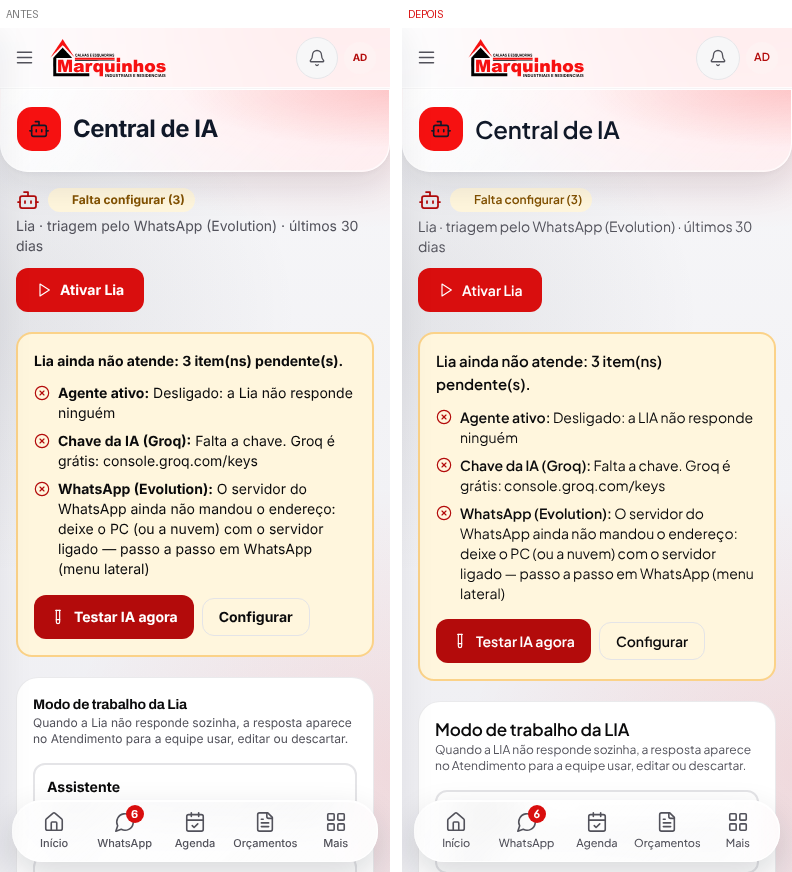 ANTES
CALHAS E ESQUADRIAS
Marquinhos
INDUSTRIAIS E RESIDENCIAIS
AD
Central de IA
Falta configurar (3)
Lia · triagem pelo WhatsApp (Evolution) · últimos 30
dias
Ativar Lia
Lia ainda não atende: 3 item(ns) pendente(s).
Agente ativo: Desligado: a Lia não responde
ninguém
Chave da IA (Groq): Falta a chave. Groq é
grátis: console.groq.com/keys
WhatsApp (Evolution): O servidor do
WhatsApp ainda não mandou o endereço:
deixe o PC (ou a nuvem) com o servidor
ligado — passo a passo em WhatsApp
(menu lateral)
Testar IA agora
Configurar
Modo de trabalho da Lia
Quando a Lia não responde sozinha, a resposta aparece
no Atendimento para a equipe usar, editar ou descartar.
Assistente
6
Início
WhatsApp
Agenda
Orçamentos
Mais
DEPOIS
CALHAS E ESQUADRIAS
Marquinhos
INDUSTRIAIS E RESIDENCIAIS
AD
Central de IA
Falta configurar (3)
Lia · triagem pelo WhatsApp (Evolution) · últimos 30
dias
Ativar Lia
Lia ainda não atende: 3 item(ns)
pendente(s).
Agente ativo: Desligado: a LIA não responde
ninguém
Chave da IA (Groq): Falta a chave. Groq é
grátis: console.groq.com/keys
WhatsApp (Evolution): O servidor do
WhatsApp ainda não mandou o endereço:
deixe o PC (ou a nuvem) com o servidor
ligado — passo a passo em WhatsApp (menu
lateral)
Testar IA agora
Configurar
Modo de trabalho da LIA
Quando a LIA não responde sozinha, a resposta aparece
no Atendimento para a equipe usar, editar ou descartar.
6
Início
WhatsApp
Agenda
Orçamentos
Mais